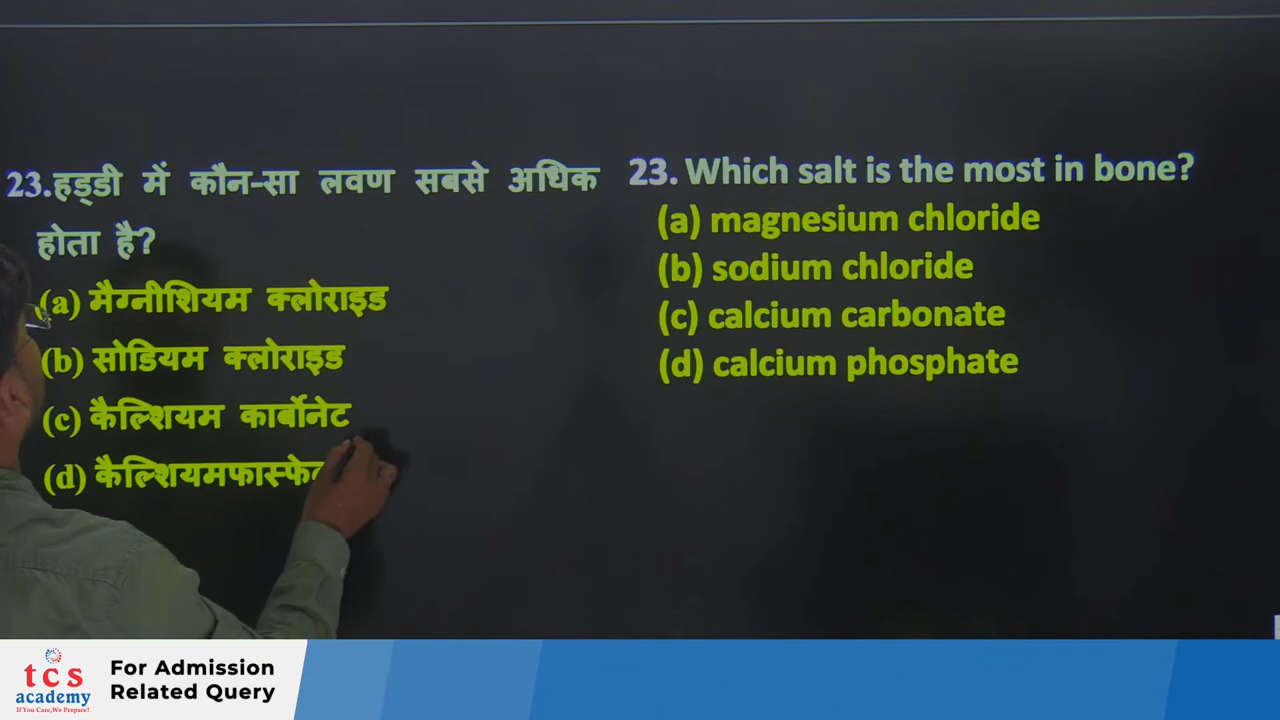 23.हड्डी में कौन-सा लवण सबसे अधिक
होता है?
(a) मैग्नीशियम क्लोराइड
(b) सोडियम क्लोराइड
(c) कैल्शियम कार्बोनेट
(d)
23. Which salt is the most in bone?
(a) magnesium chloride
(b) sodium chloride
(c) calcium carbonate
(d) calcium phosphate
tcs
academy
If You Care,We Prepare!
For Admission
Related Query